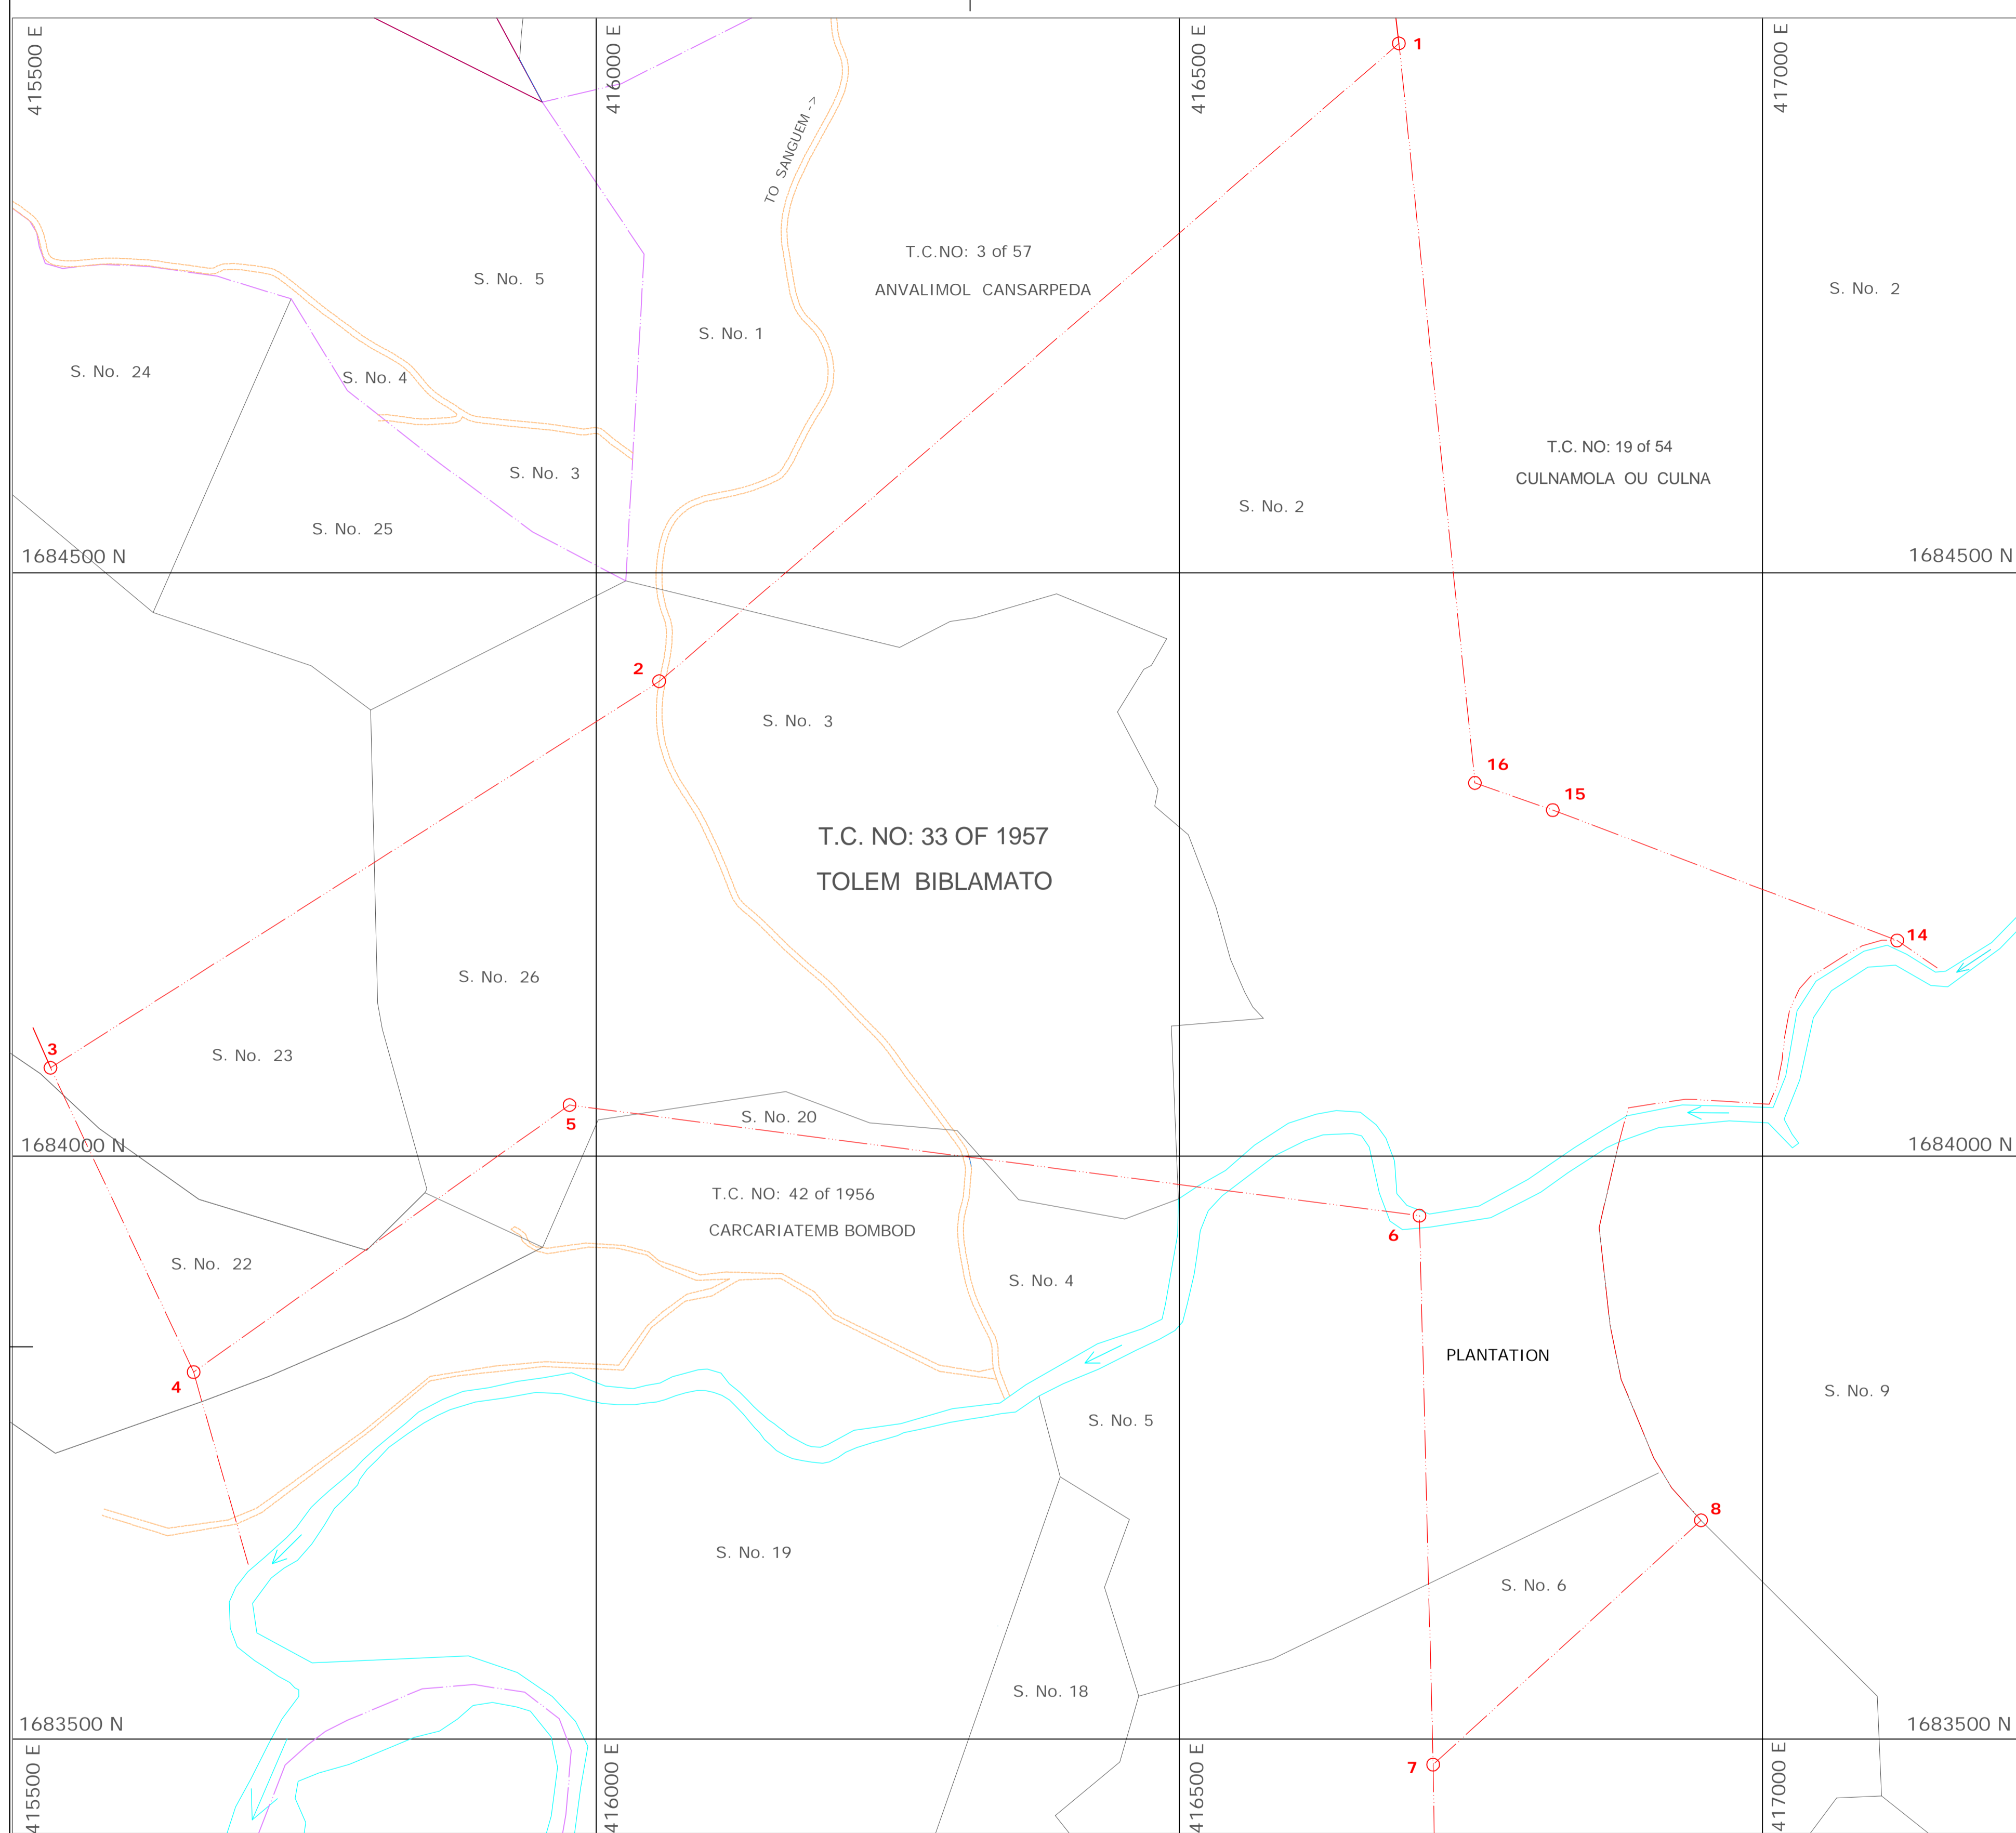 415500 E
416000 E
416500 E
417000 E
1
TO SANGUEM -->
T.C.NO: 3 of 57
ANVALIMOL CANSARPEDA
S. No. 5
S. No. 2
S. No. 1
S. No. 24
S. No. 4
T.C. NO: 19 of 54
CULNAMOLA OU CULNA
S. No. 3
S. No. 2
S. No. 25
1684500 N
1684500 N
2
S. No. 3
16
15
T.C. NO: 33 OF 1957
TOLEM BIBLAMATO
14
S. No. 26
3
S. No. 23
5
S. No. 20
1684000 N
1684000 N
T.C. NO: 42 of 1956
CARCARIATEMB BOMBOD
6
S. No. 22
S. No. 4
PLANTATION
4
S. No. 9
S. No. 5
8
S. No. 19
S. No. 6
S. No. 18
1683500 N
1683500 N
7
415500 E
416000 E
416500 E
417000 E